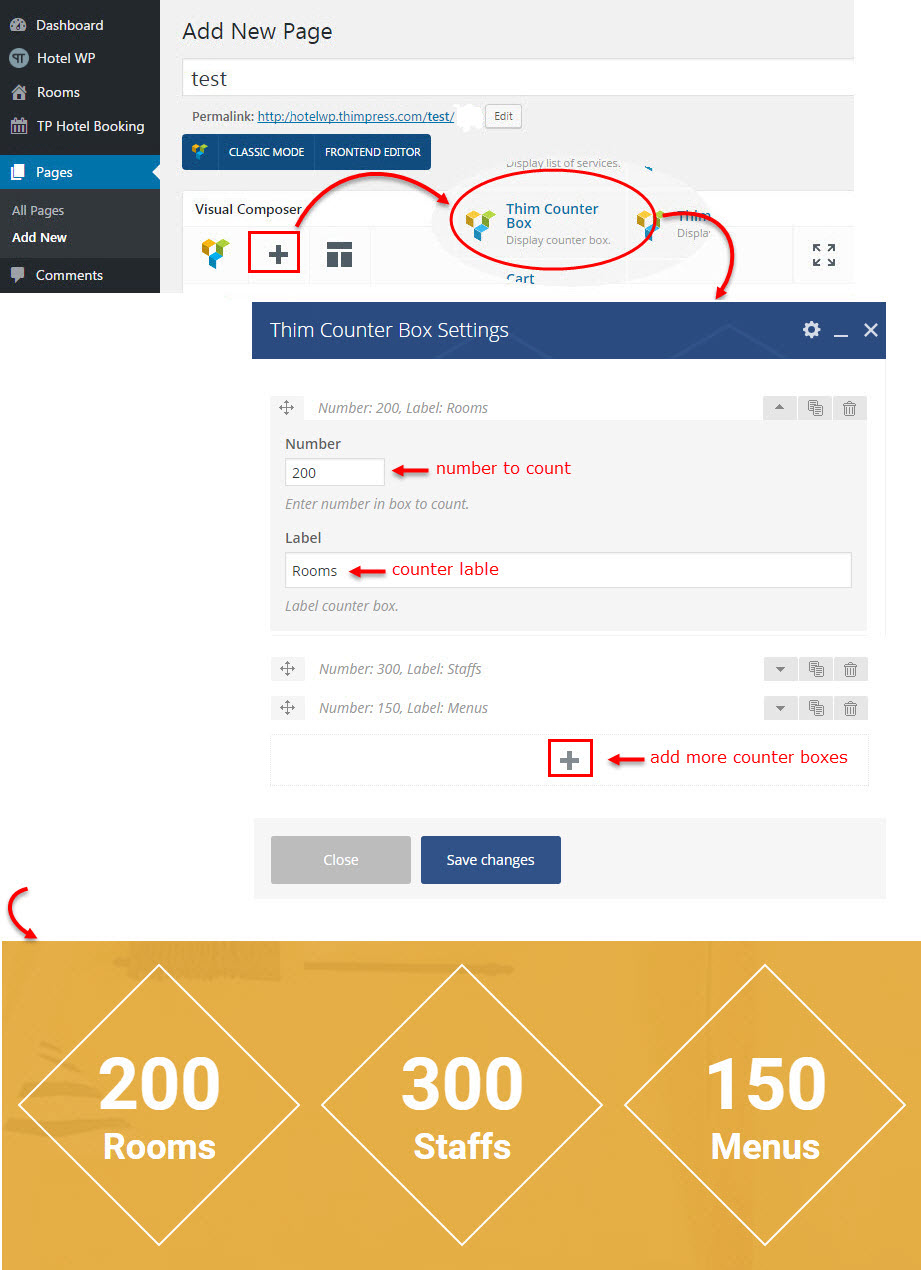 Dashboard
Hotel WP
Rooms
TP Hotel Booking
Pages
All Pages
Add New
Comments
Add New Page
test
Permalink: http://hotelwp.thimpress.com/test/ Edit
CLASSIC MODE FRONTEND EDITOR
Visual Composer
Display list of services.
Thim Counter
Box
Display counter box.
Thim
Display
Cart
Thim Counter Box Settings
Number: 200, Label: Rooms
Number
200
number to count
Enter number in box to count.
Label
Rooms
counter lable
Label counter box.
Number: 300, Label: Staffs
Number: 150, Label: Menus
add more counter boxes
Close Save changes
200 300 150
Rooms Staffs Menus